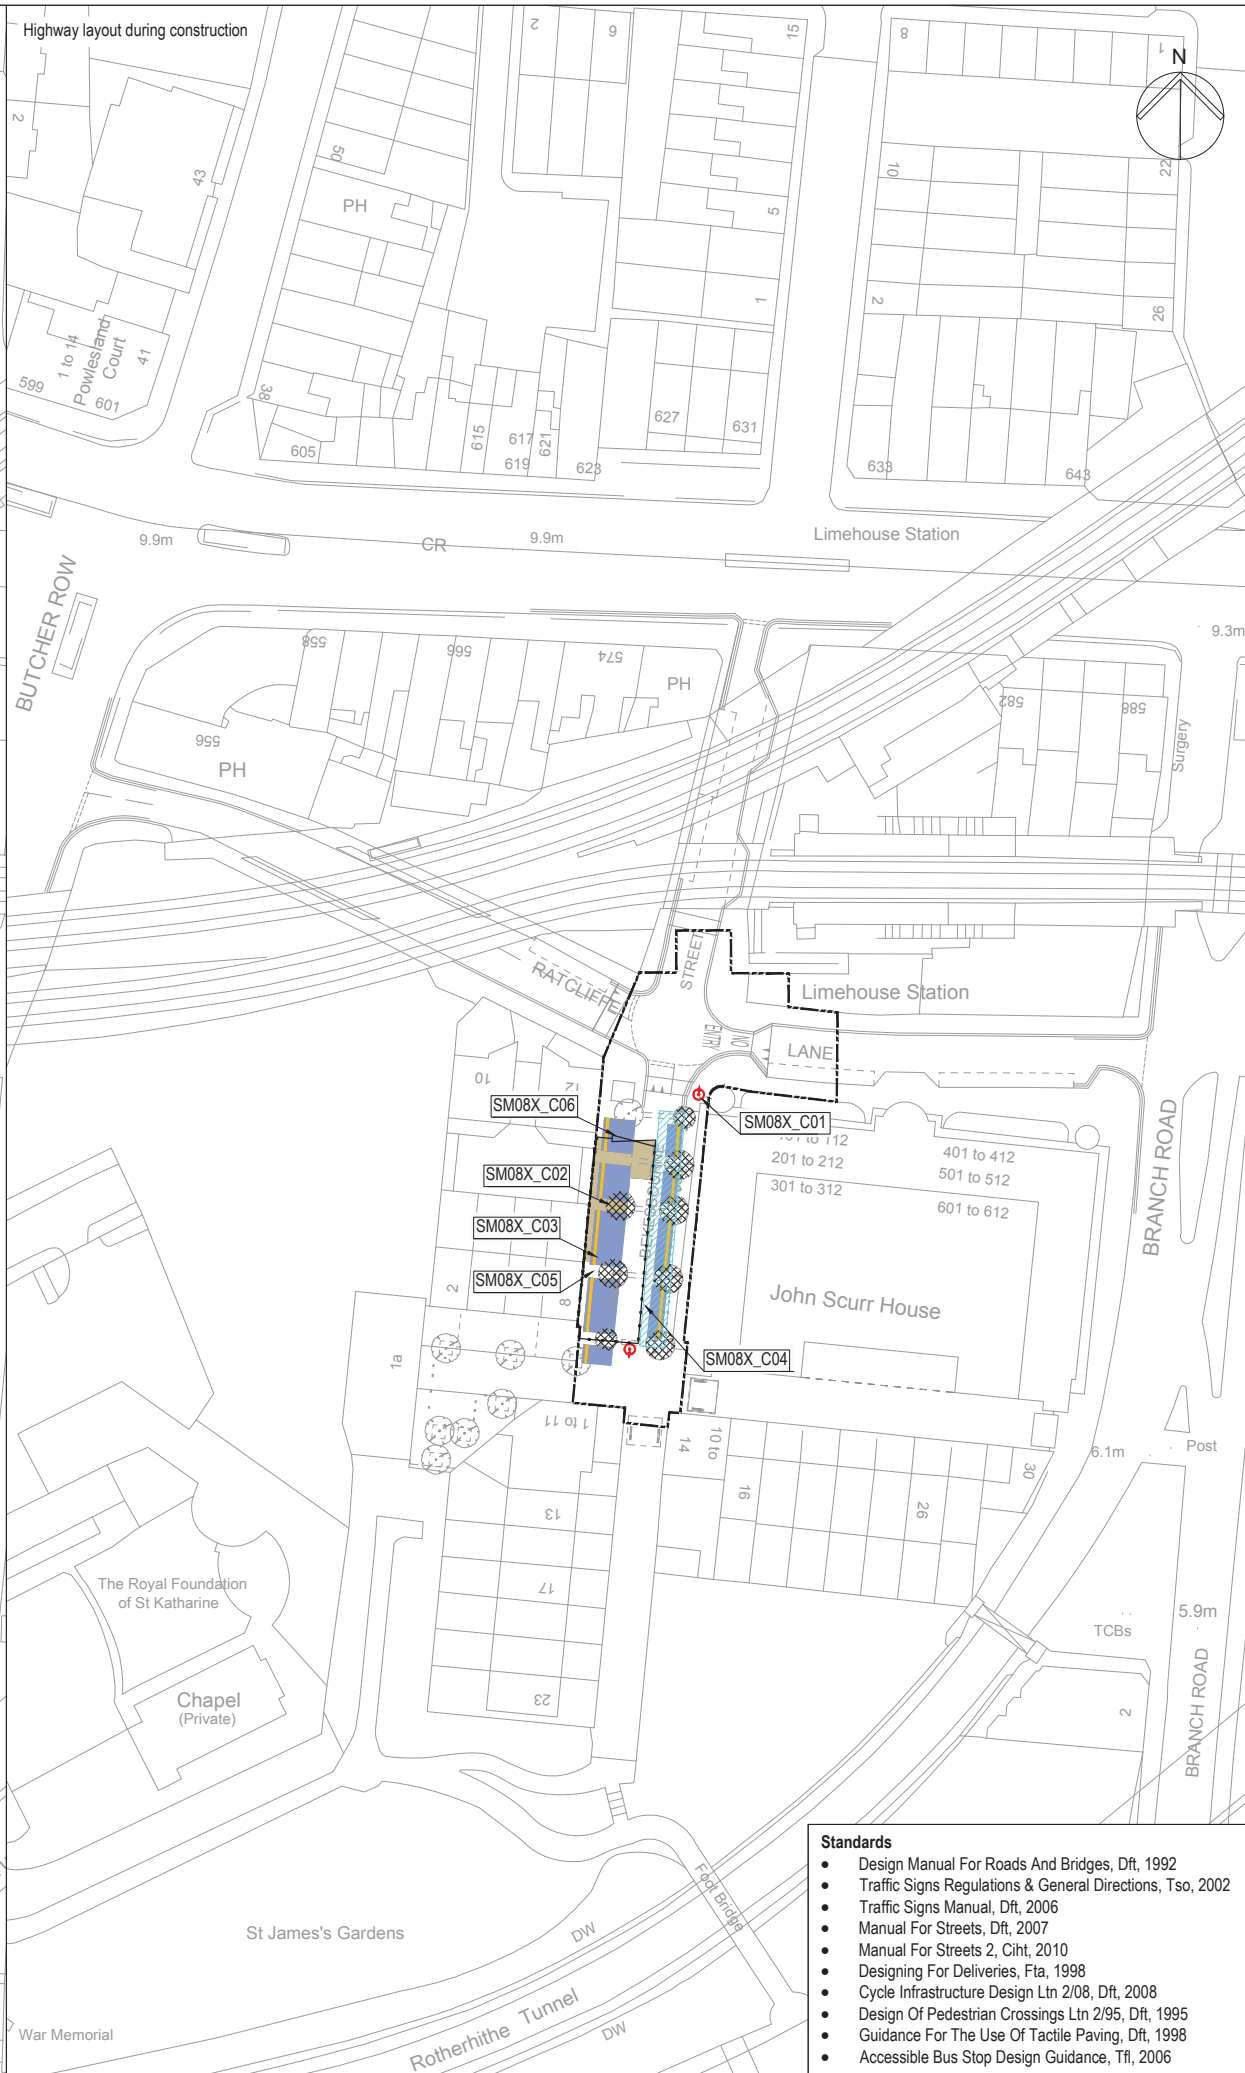 Highway layout during construction
2
6
15
8
1
N
2
43
50
PH
5
10
22
1
2
26
1 to 14
Powlesland
Court
41
599
601
38
605
615
617
619
621
623
627
631
633
643
9.9m
CR
9.9m
Limehouse Station
BUTCHER ROW
9.3m
558
566
574
PH
556
PH
582
588
Surgery
RATCLIFFE
STREET
Limehouse Station
NO
ENTRY
LANE
10
12
SM08X_C06
SM08X_C01
112
201 to 212
301 to 312
401 to 412
501 to 512
601 to 612
SM08X_C02
SM08X_C03
SM08X_C05
BRANCH ROAD
2
8
John Scurr House
1a
SM08X_C04
1 to 11
14
10 to
16
26
30
6.1m
Post
13
17
23
The Royal Foundation
of St Katharine
Chapel
(Private)
5.9m
TCBs
2
BRANCH ROAD
Foot Bridge
St James's Gardens
DW
War Memorial
Rotherhithe Tunnel
DW
Standards
• Design Manual For Roads And Bridges, Dft, 1992
• Traffic Signs Regulations & General Directions, Tso, 2002
• Traffic Signs Manual, Dft, 2006
• Manual For Streets, Dft, 2007
• Manual For Streets 2, Ciht, 2010
• Designing For Deliveries, Fta, 1998
• Cycle Infrastructure Design Ltn 2/08, Dft, 2008
• Design Of Pedestrian Crossings Ltn 2/95, Dft, 1995
• Guidance For The Use Of Tactile Paving, Dft, 1998
• Accessible Bus Stop Design Guidance, Tfl, 2006